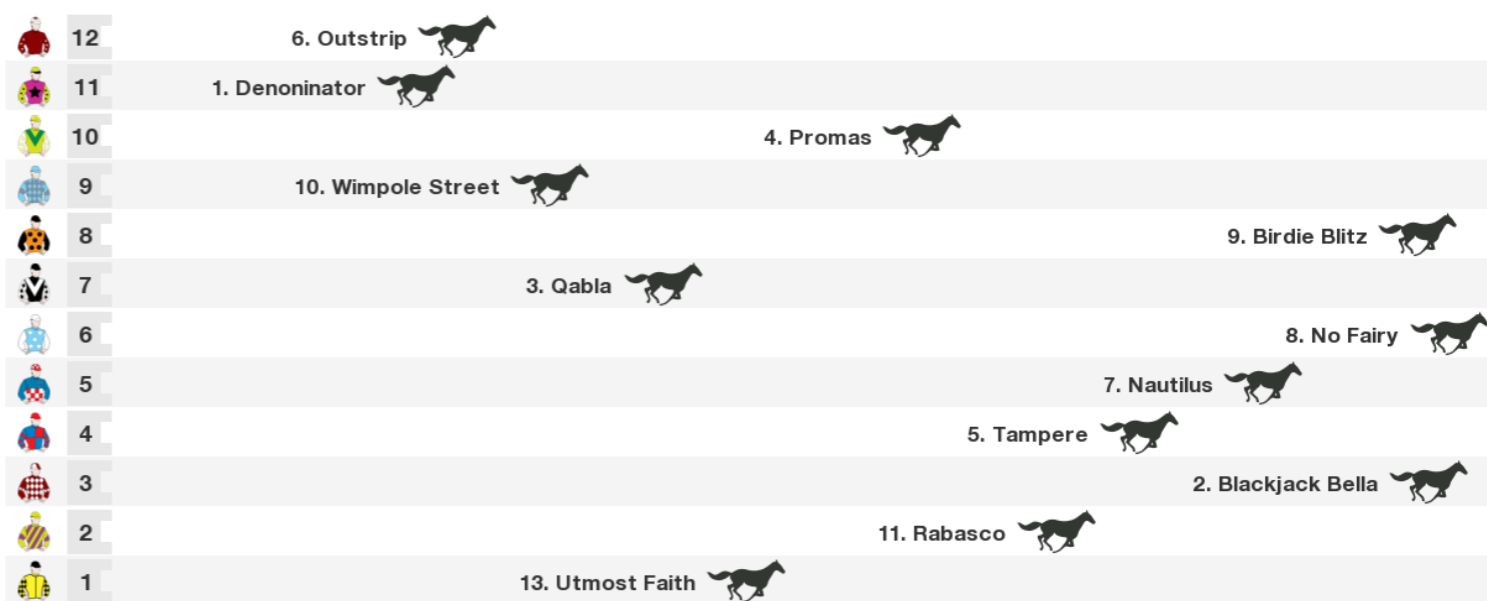 12 6. Outstrip
11 1. Denoninator
10 4. Promas
9 10. Wimpole Street
8 9. Birdie Blitz
7 3. Qabla
6 8. No Fairy
5 7. Nautilus
4 5. Tampere
3 2. Blackjack Bella
2 11. Rabasco
1 13. Utmost Faith